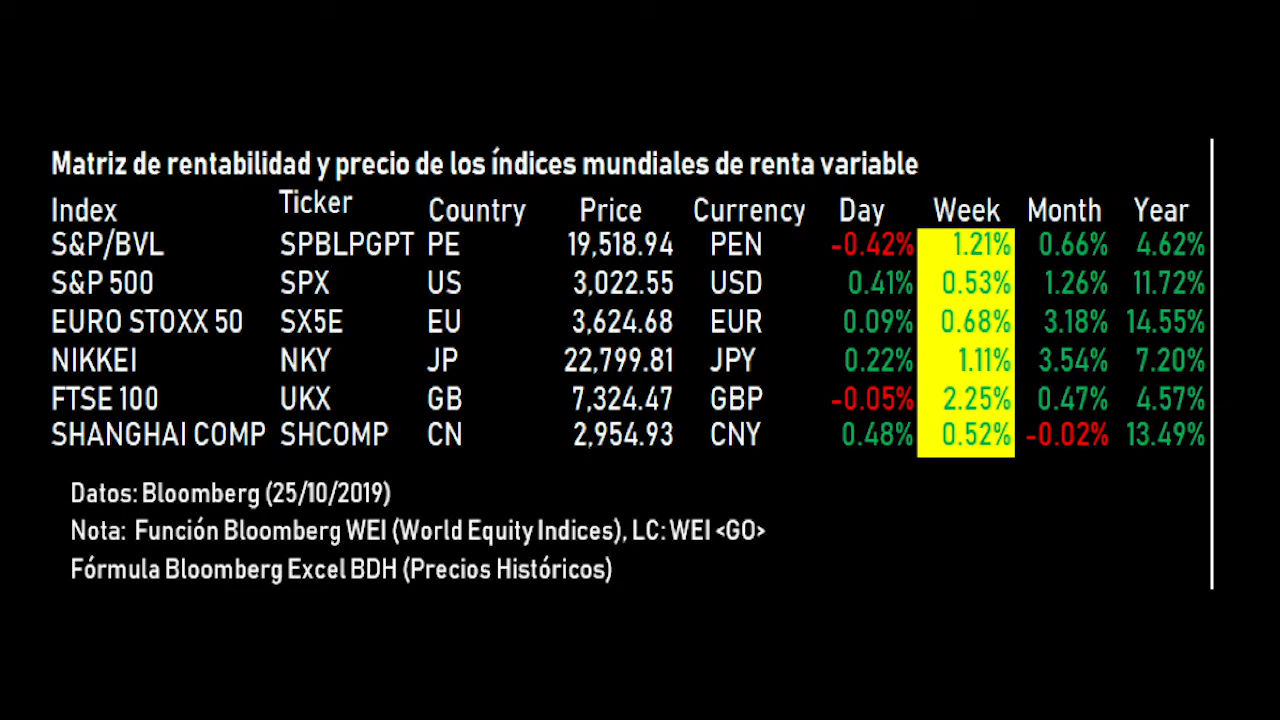 Matriz de rentabilidad y precio de los índices mundiales de renta variable
Index Ticker Country Price Currency Day Week Month Year
S&P/BVL SPBLPGPT PE 19,518.94 PEN -0.42% 1.21% 0.66% 4.62%
S&P 500 SPX US 3,022.55 USD 0.41% 0.53% 1.26% 11.72%
EURO STOXX 50 SX5E EU 3,624.68 EUR 0.09% 0.68% 3.18% 14.55%
NIKKEI NKY JP 22,799.81 JPY 0.22% 1.11% 3.54% 7.20%
FTSE 100 UKX GB 7,324.47 GBP -0.05% 2.25% 0.47% 4.57%
SHANGHAI COMP SHCOMP CN 2,954.93 CNY 0.48% 0.52% -0.02% 13.49%
Datos: Bloomberg (25/10/2019)
Nota: Función Bloomberg WEI (World Equity Indices), LC: WEI <GO>
Fórmula Bloomberg Excel BDH (Precios Históricos)